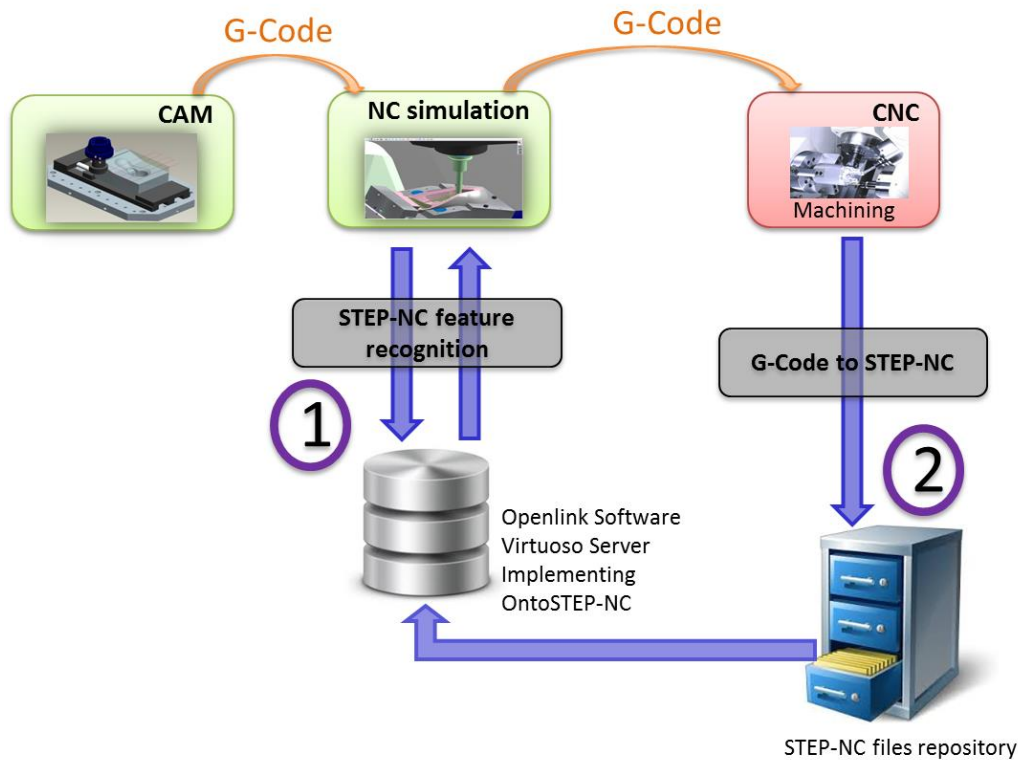 G-Code
G-Code
CAM
NC simulation
CNC
Machining
STEP-NC feature
recognition
G-Code to STEP-NC
1
2
Openlink Software
Virtuoso Server
Implementing
OntoSTEP-NC
STEP-NC files repository